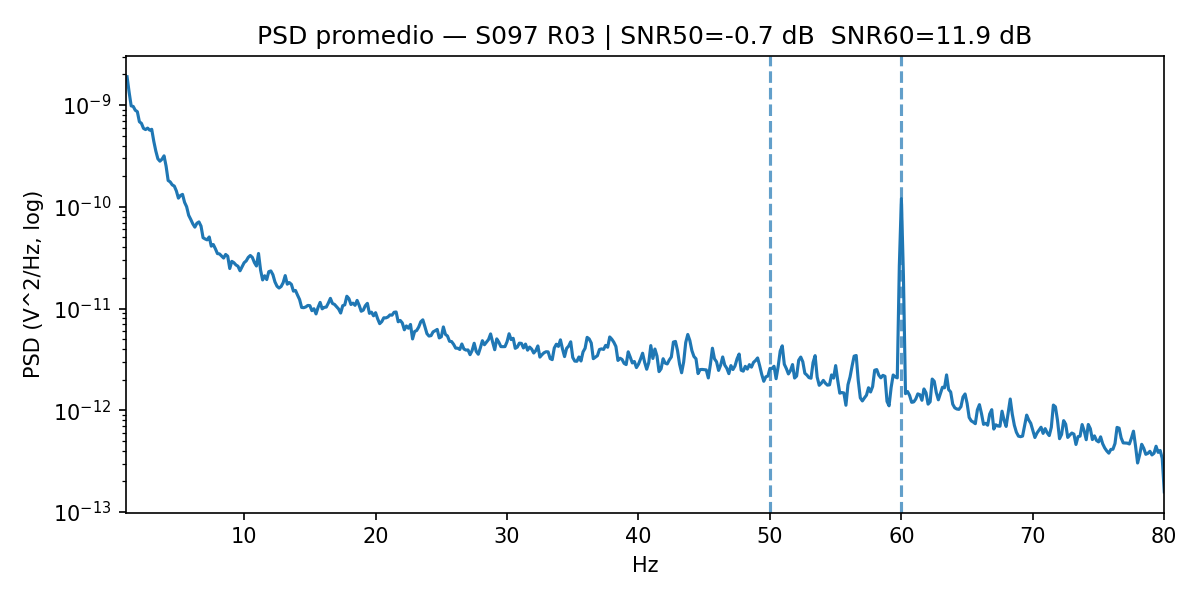 PSD promedio — S097 R03 | SNR50=-0.7 dB  SNR60=11.9 dB
PSD (V^2/Hz, log)
10⁻⁹
10⁻¹⁰
10⁻¹¹
10⁻¹²
10⁻¹³
10 20 30 40 50 60 70 80
Hz